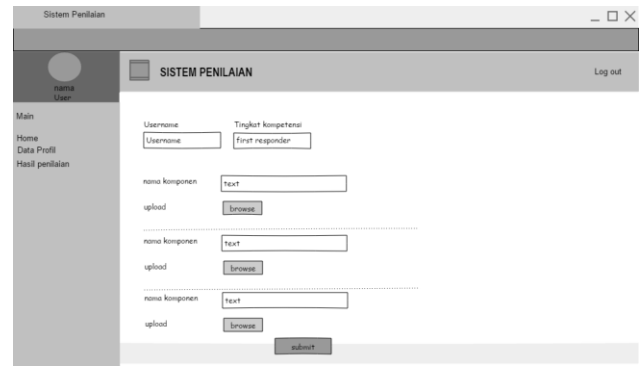 Sistem Penilaian
SISTEM PENILAIAN
Log out
nama
User
Main
Home
Data Profil
Hasil penilaian
Username
Tingkat kompetensi
Username
first responder
nama komponen
text
upload
browse
nama komponen
text
upload
browse
nama komponen
text
upload
browse
submit